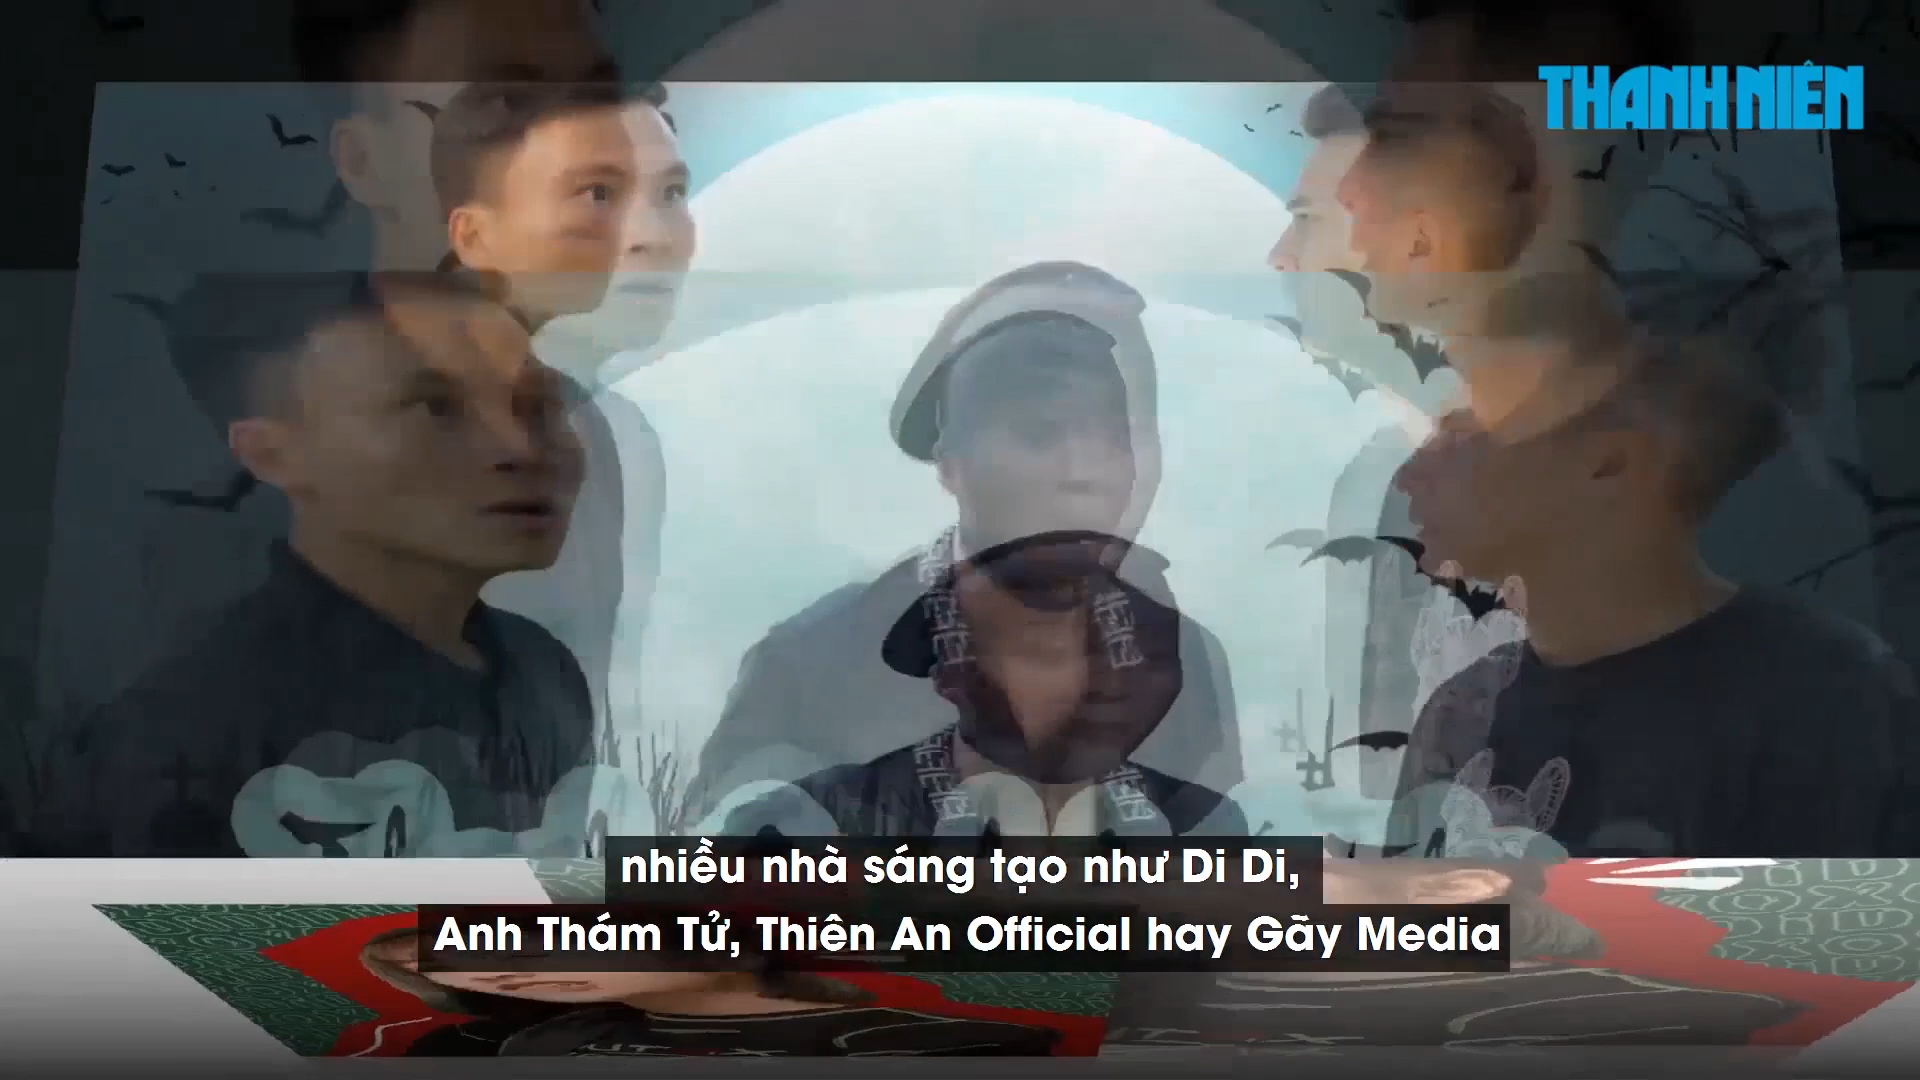 THANH NIÊN
nhiều nhà sáng tạo như Di Di,
Anh Thám Tử, Thiên An Official hay Gãy Media